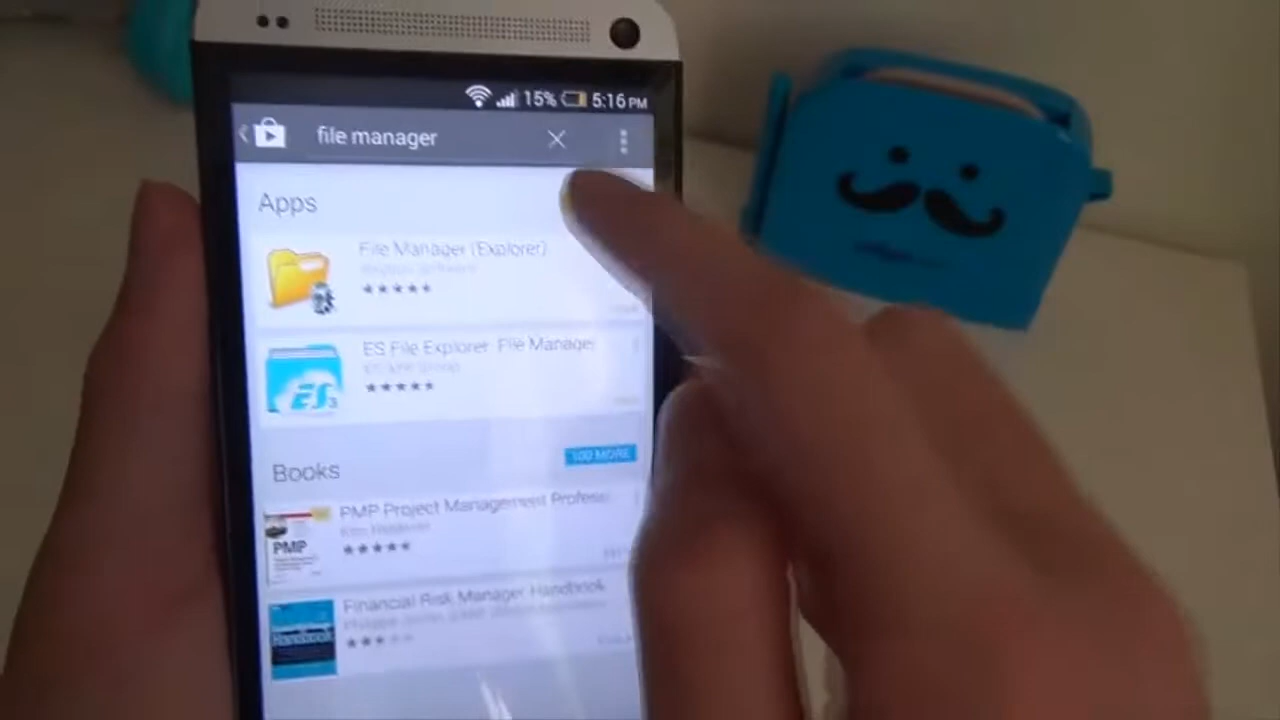 15% 5:16 PM
file manager
Apps
File Manager (Explorer)
ES File Explorer File Manager
ES3
Books
100 MORE
PMP Project Management Professi
PMP
Financial Risk Manager Handbook
Handbook